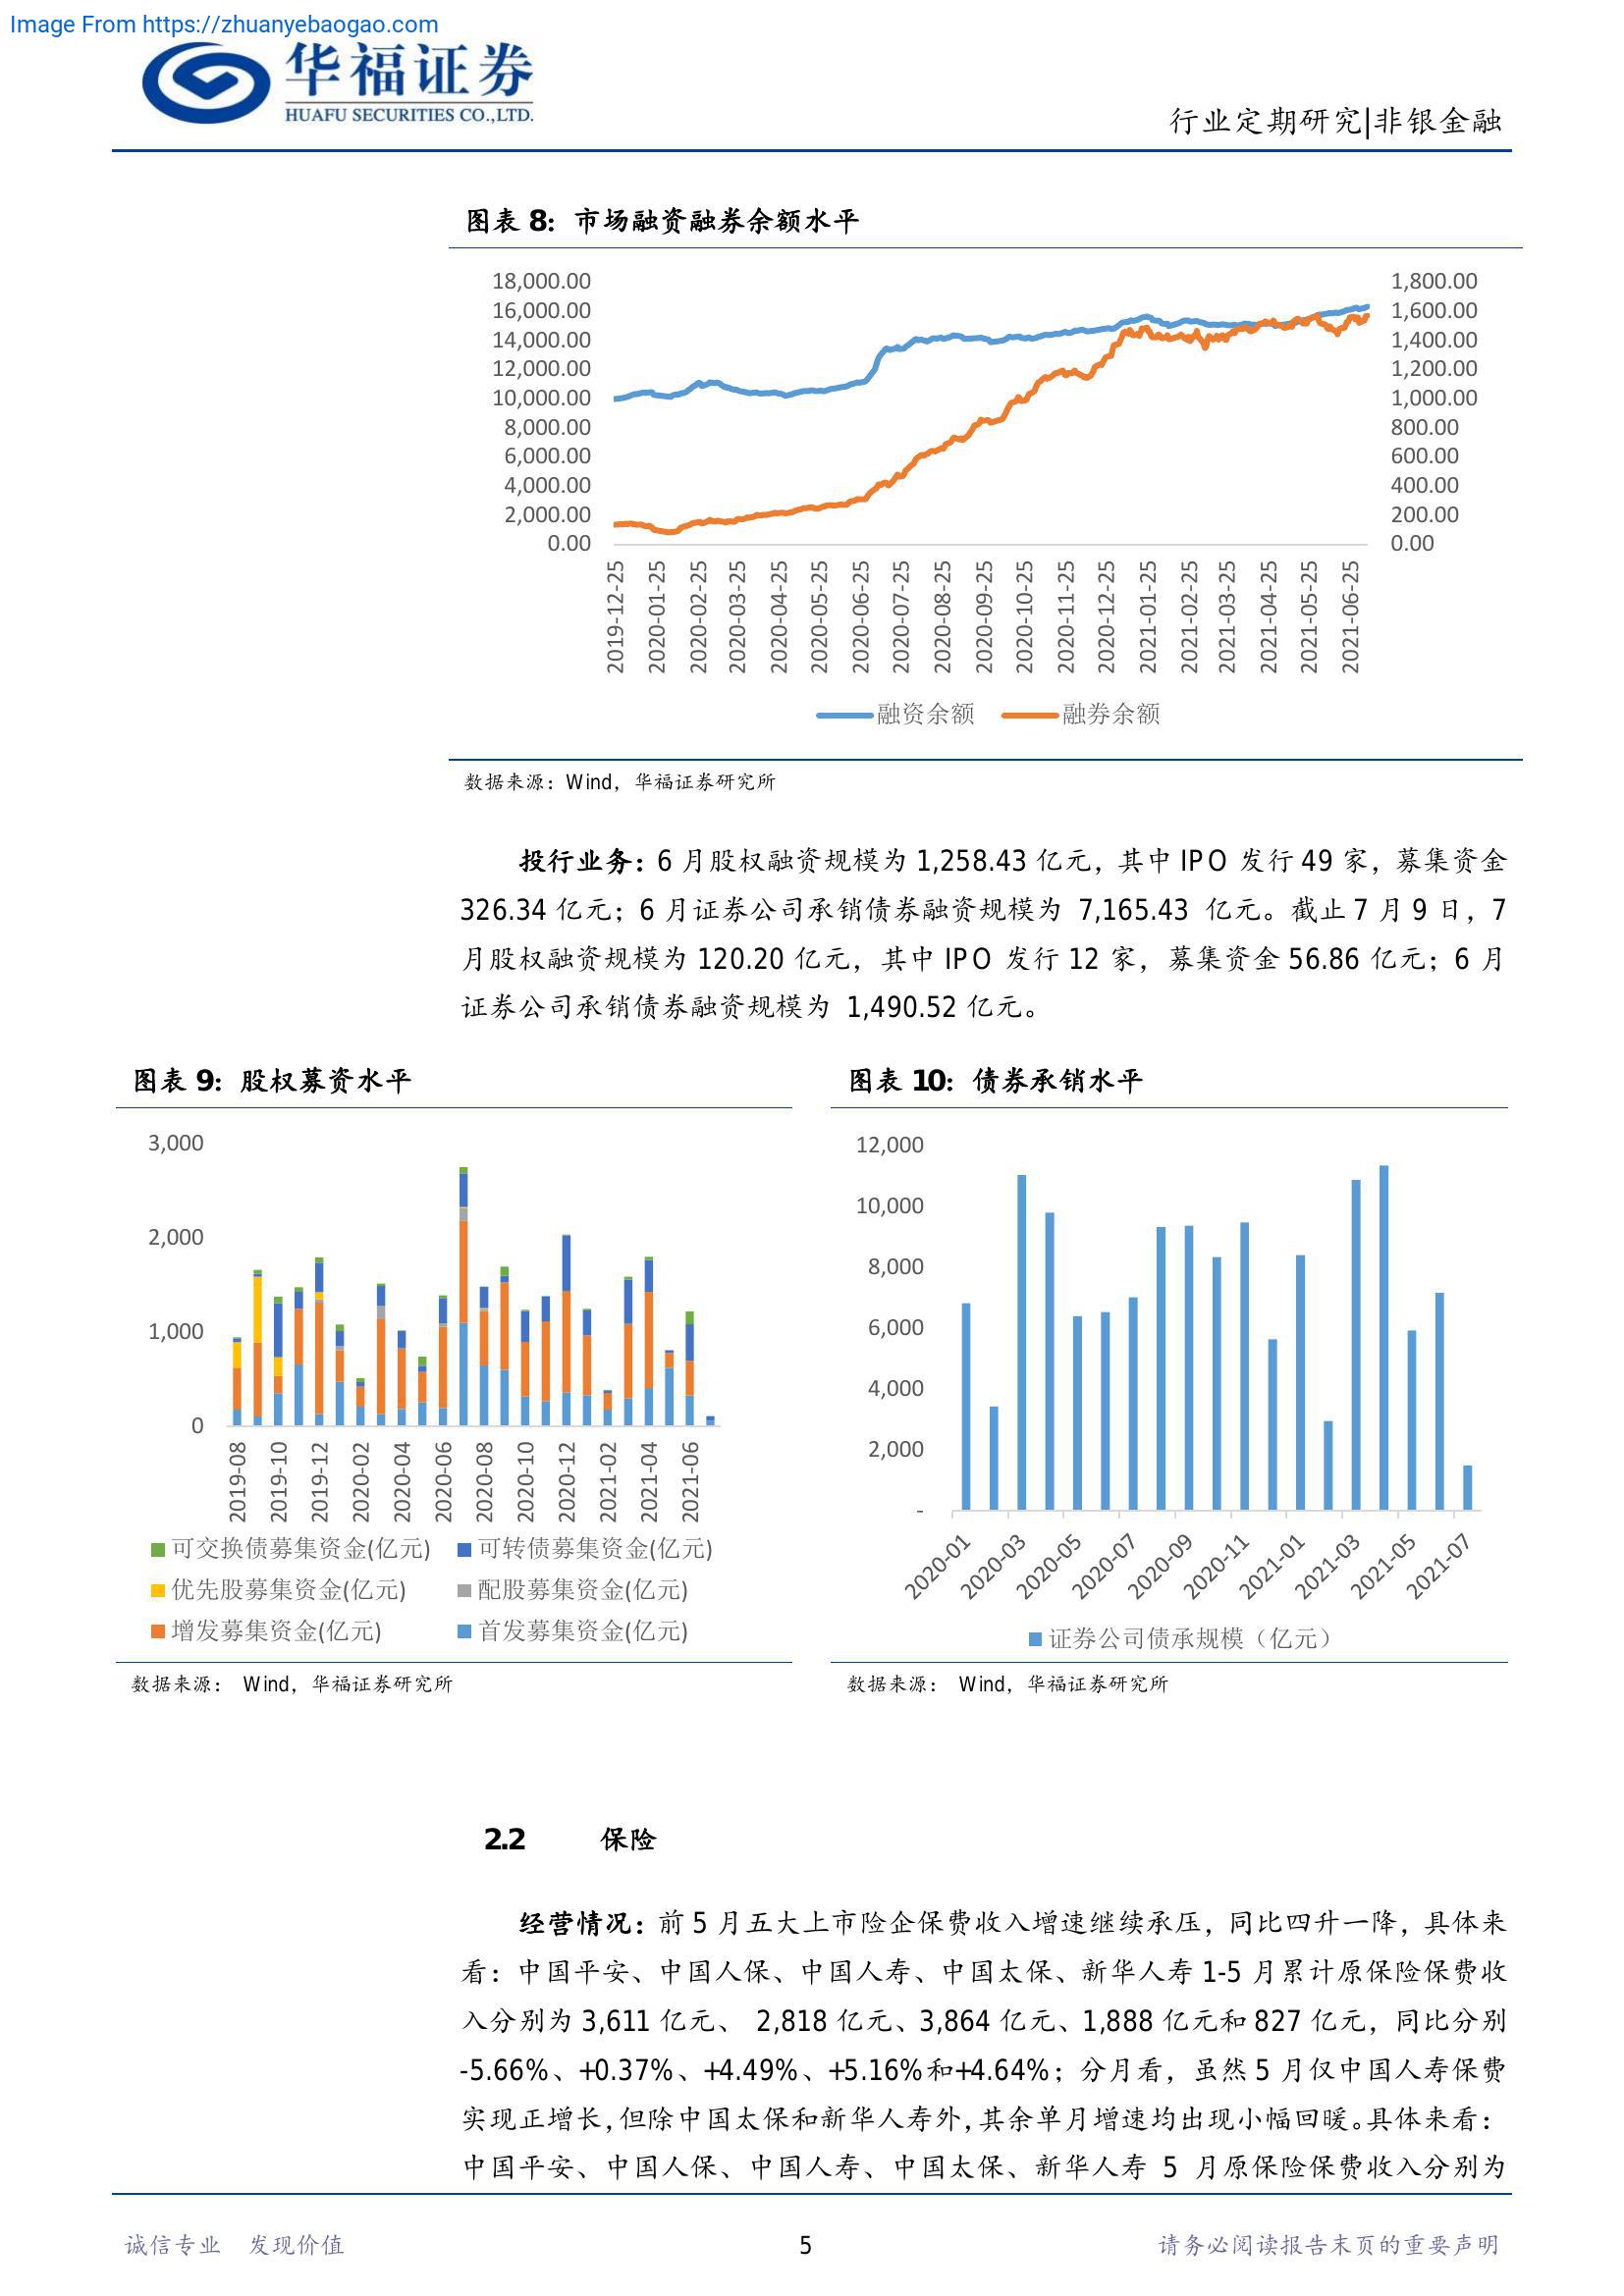 Image From https://zhuanyebaogao.com
华福证券
HUAFU SECURITIES CO.,LTD.
行业定期研究|非银金融
图表 8：市场融资融券余额水平
18,000.00
16,000.00
14,000.00
12,000.00
10,000.00
8,000.00
6,000.00
4,000.00
2,000.00
0.00
1,800.00
1,600.00
1,400.00
1,200.00
1,000.00
800.00
600.00
400.00
200.00
0.00
2019-12-25
2020-01-25
2020-02-25
2020-03-25
2020-04-25
2020-05-25
2020-06-25
2020-07-25
2020-08-25
2020-09-25
2020-10-25
2020-11-25
2020-12-25
2021-01-25
2021-02-25
2021-03-25
2021-04-25
2021-05-25
2021-06-25
融资余额 融券余额
数据来源：Wind，华福证券研究所
投行业务：6 月股权融资规模为 1,258.43 亿元，其中 IPO 发行 49 家，募集资金
326.34 亿元；6 月证券公司承销债券融资规模为 7,165.43 亿元。截止 7 月 9 日，7
月股权融资规模为 120.20 亿元，其中 IPO 发行 12 家，募集资金 56.86 亿元；6 月
证券公司承销债券融资规模为 1,490.52 亿元。
图表 9：股权募资水平
3,000
2,000
1,000
0
2019-08
2019-10
2019-12
2020-02
2020-04
2020-06
2020-08
2020-10
2020-12
2021-02
2021-04
2021-06
可交换债募集资金(亿元) 可转债募集资金(亿元)
优先股募集资金(亿元) 配股募集资金(亿元)
增发募集资金(亿元) 首发募集资金(亿元)
数据来源： Wind，华福证券研究所
图表 10：债券承销水平
12,000
10,000
8,000
6,000
4,000
2,000
-
2020-01
2020-03
2020-05
2020-07
2020-09
2020-11
2021-01
2021-03
2021-05
2021-07
证券公司债承规模（亿元）
数据来源： Wind，华福证券研究所
2.2 保险
经营情况：前 5 月五大上市险企保费收入增速继续承压，同比四升一降，具体来
看：中国平安、中国人保、中国人寿、中国太保、新华人寿 1-5 月累计原保险保费收
入分别为 3,611 亿元、 2,818 亿元、3,864 亿元、1,888 亿元和 827 亿元，同比分别
-5.66%、+0.37%、+4.49%、+5.16%和+4.64%；分月看，虽然 5 月仅中国人寿保费
实现正增长，但除中国太保和新华人寿外，其余单月增速均出现小幅回暖。具体来看：
中国平安、中国人保、中国人寿、中国太保、新华人寿 5 月原保险保费收入分别为
诚信专业 发现价值
5
请务必阅读报告末页的重要声明